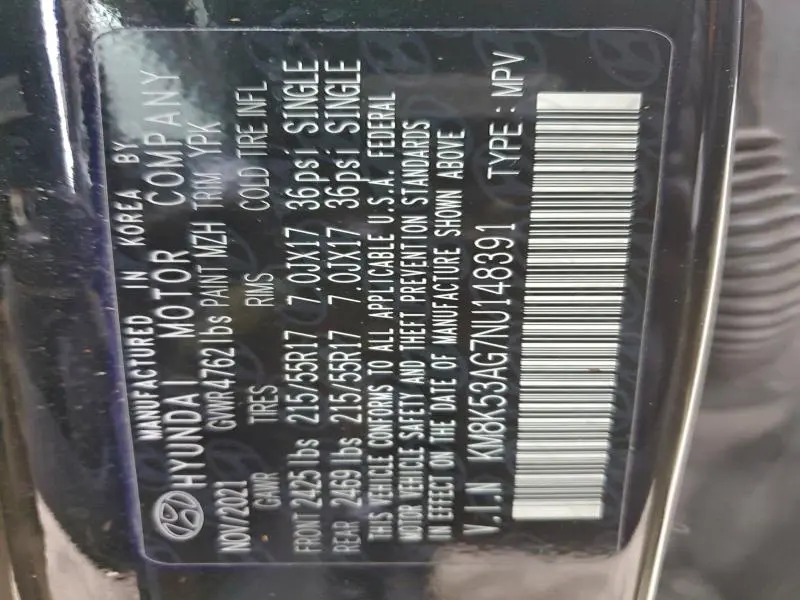 MANUFACTURED IN KOREA BY
HYUNDAI MOTOR COMPANY
NOV/2021 GVWR4762lbs PAINT MZH TRIM YPK
GAWR TIRES RMS COLD TIRE INFL
FRONT 2425lbs 215/55R17 7.0JX17 36psi SINGLE
REAR 2469lbs 215/55R17 7.0JX17 36psi SINGLE
THIS VEHICLE CONFORMS TO ALL APPLICABLE U.S.A. FEDERAL
MOTOR VEHICLE SAFETY AND THEFT PREVENTION STANDARDS
IN EFFECT ON THE DATE OF MANUFACTURE SHOWN ABOVE
V.I.N KM8K53AG7NU148391 TYPE : MPV